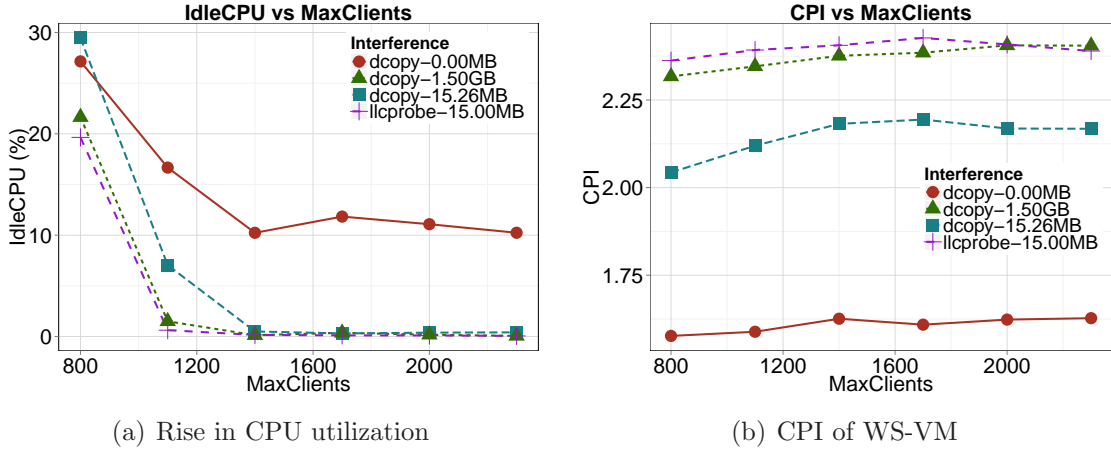 IdleCPU vs MaxClients
30
20
10
0
IdleCPU (%)
Interference
dcopy-0.00MB
dcopy-1.50GB
dcopy-15.26MB
llcprobe-15.00MB
800
1200
1600
2000
MaxClients
(a) Rise in CPU utilization
CPI vs MaxClients
2.25
2.00
1.75
CPI
Interference
dcopy-0.00MB
dcopy-1.50GB
dcopy-15.26MB
llcprobe-15.00MB
800
1200
1600
2000
MaxClients
(b) CPI of WS-VM